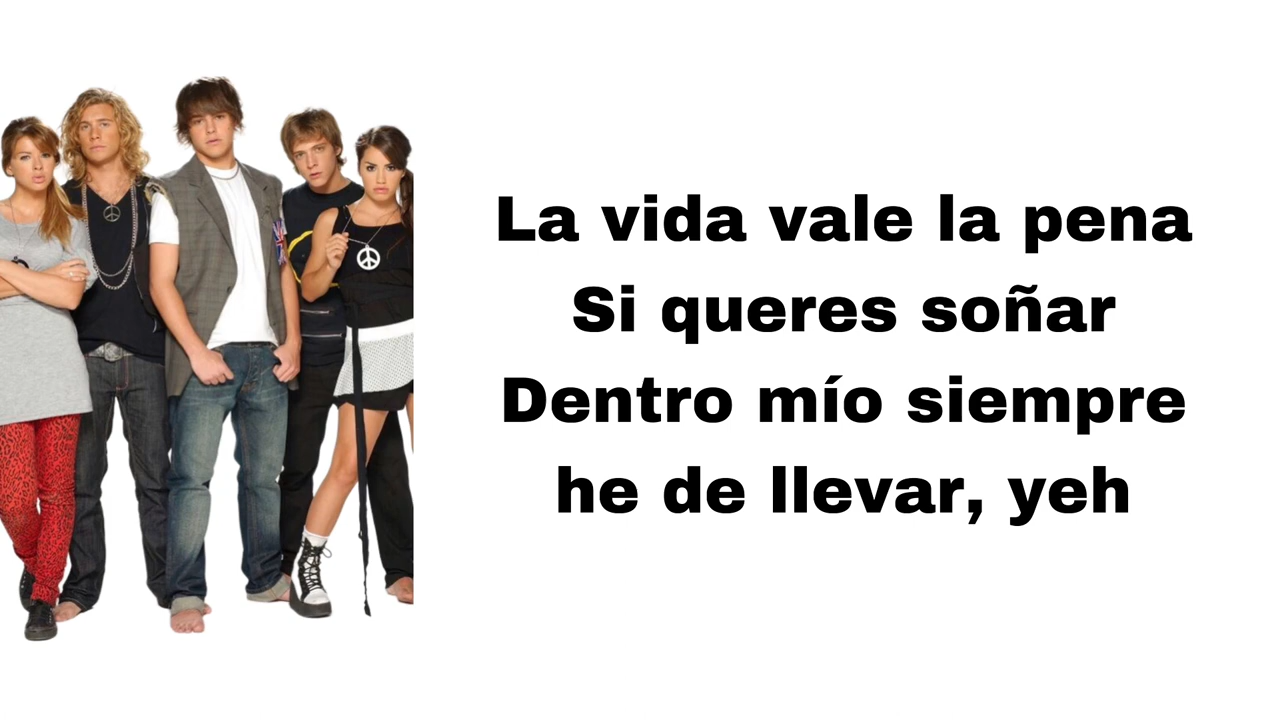 La vida vale la pena
Si queres soñar
Dentro mío siempre
he de llevar, yeh